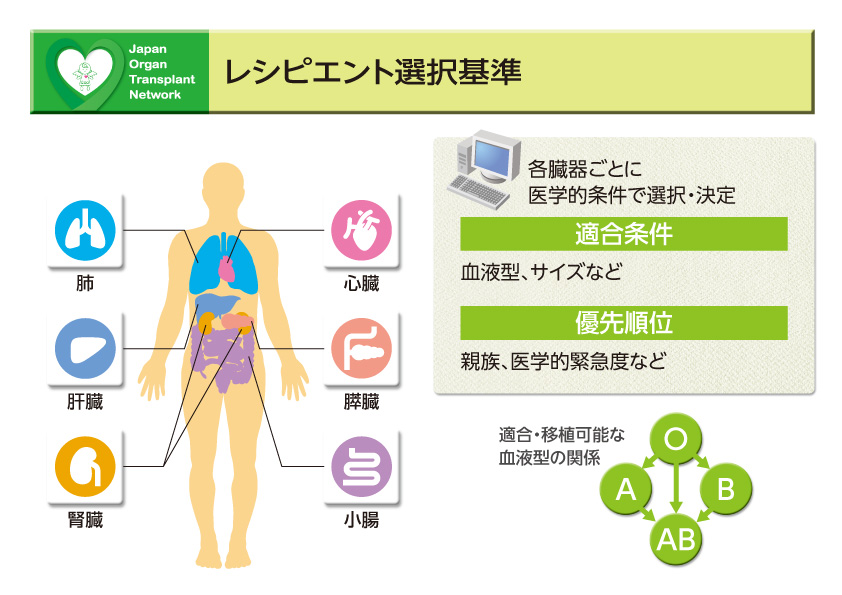 Japan
Organ
Transplant
Network
レシピエント選択基準
各臓器ごとに
医学的条件で選択・決定
適合条件
血液型、サイズなど
優先順位
親族、医学的緊急度など
肺
心臓
肝臓
膵臓
腎臓
小腸
適合・移植可能な
血液型の関係
O
A
B
AB